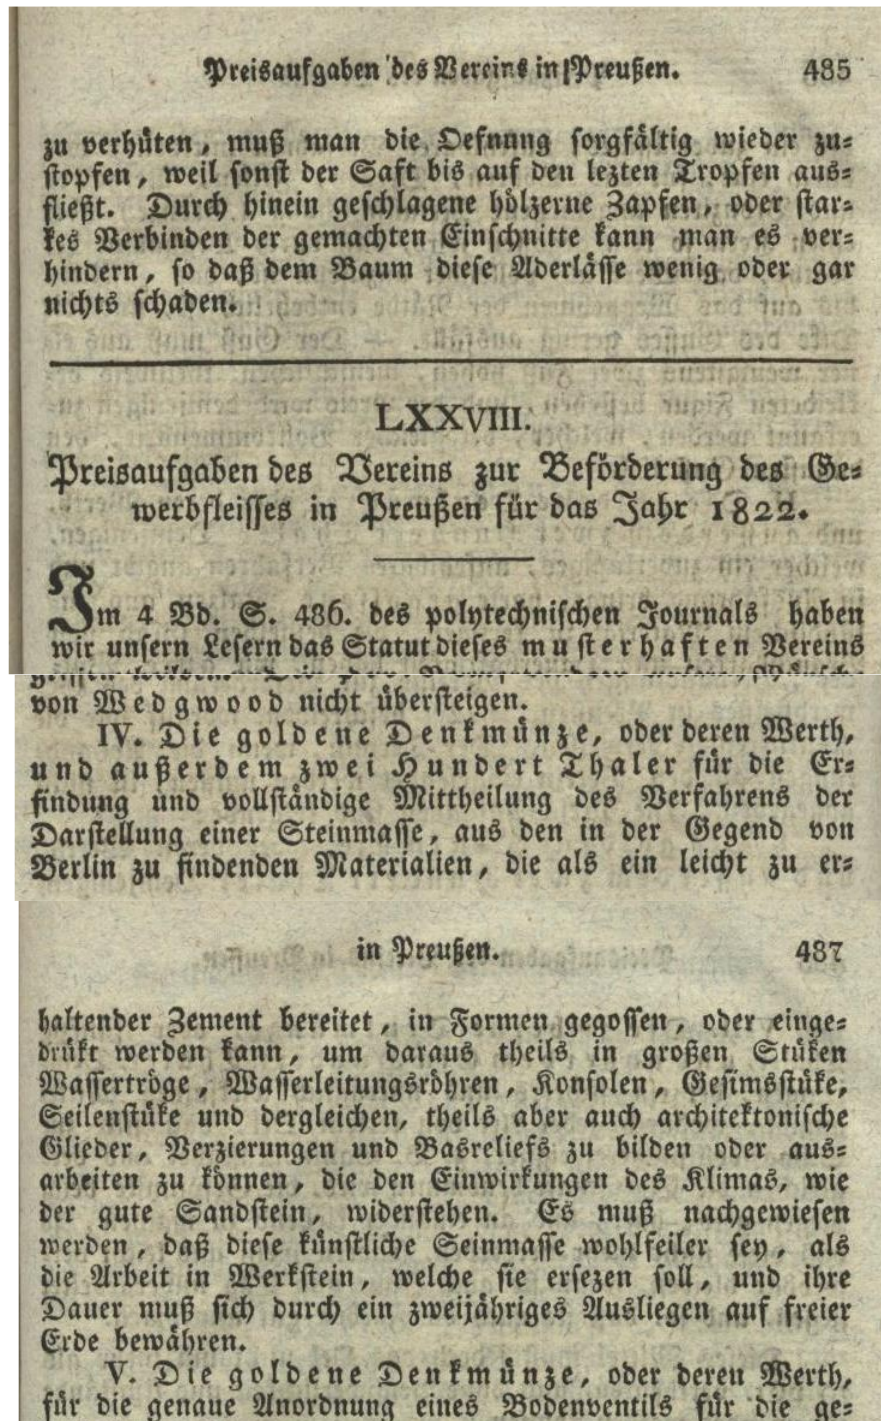 Preisaufgaben des Vereins in Preußen. 485
zu verhüten, muß man die Oefnung sorgfältig wieder zu=
stopfen, weil sonst der Saft bis auf den lezten Tropfen aus=
fließt. Durch hinein geschlagene hölzerne Zapfen, oder star=
kes Verbinden der gemachten Einschnitte kann man es ver=
hindern, so daß dem Baum diese Aderlässe wenig oder gar
nichts schaden.
LXXVIII.
Preisaufgaben des Vereins zur Beförderung des Ge=
werbfleisses in Preußen für das Jahr 1822.
Im 4 Bd. S. 486. des polytechnischen Journals haben
wir unsern Lesern das Statut dieses musterhaften Vereins
von Wedgwood nicht übersteigen.
IV. Die goldene Denkmünze, oder deren Werth,
und außerdem zwei Hundert Thaler für die Er=
findung und vollständige Mittheilung des Verfahrens der
Darstellung einer Steinmasse, aus den in der Gegend von
Berlin zu findenden Materialien, die als ein leicht zu er=
in Preußen. 487
haltender Zement bereitet, in Formen gegossen, oder einge=
drükt werden kann, um daraus theils in großen Stüken
Wassertröge, Wasserleitungsröhren, Konsolen, Gesimsstüke,
Seilenstüke und dergleichen, theils aber auch architektonische
Glieder, Verzierungen und Basreliefs zu bilden oder aus=
arbeiten zu können, die den Einwirkungen des Klimas, wie
der gute Sandstein, widerstehen. Es muß nachgewiesen
werden, daß diese künstliche Seinmasse wohlfeiler sey, als
die Arbeit in Werkstein, welche sie ersezen soll, und ihre
Dauer muß sich durch ein zweijähriges Ausliegen auf freier
Erde bewähren.
V. Die goldene Denkmünze, oder deren Werth,
für die genaue Anordnung eines Bodenventils für die ge=